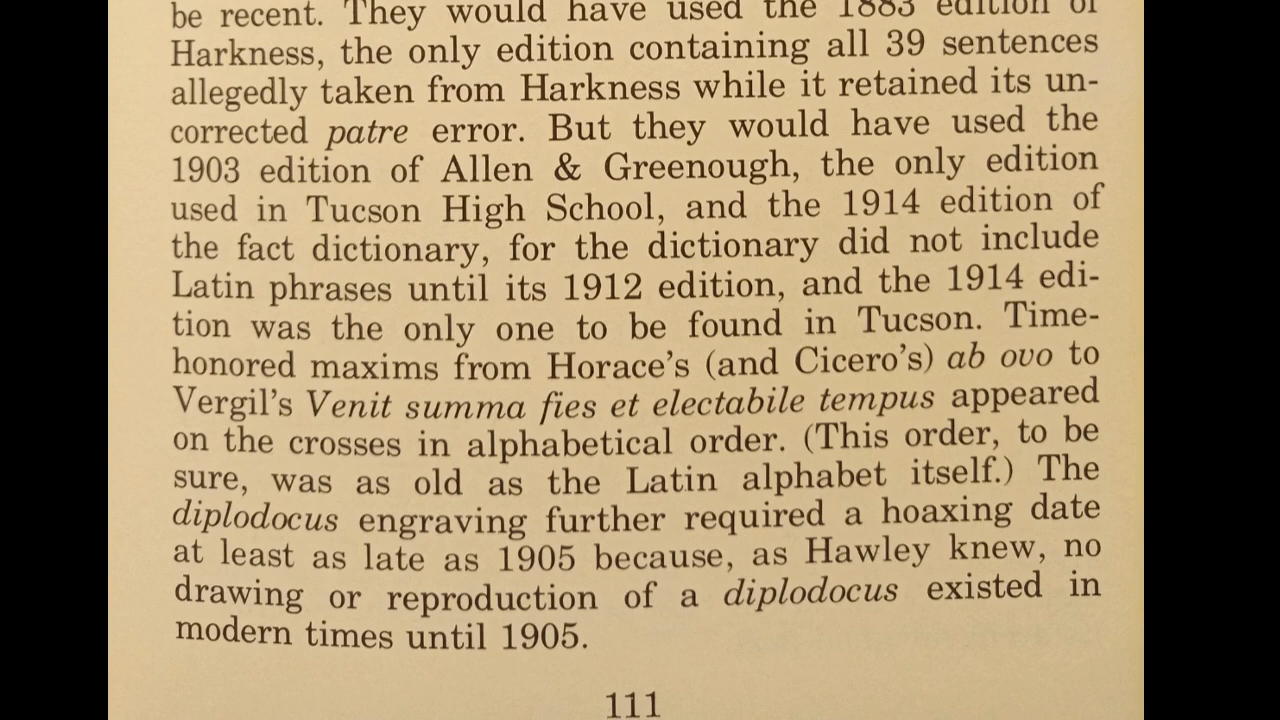 be recent. They would have used the 1883 edition of
Harkness, the only edition containing all 39 sentences
allegedly taken from Harkness while it retained its un-
corrected patre error. But they would have used the
1903 edition of Allen & Greenough, the only edition
used in Tucson High School, and the 1914 edition of
the fact dictionary, for the dictionary did not include
Latin phrases until its 1912 edition, and the 1914 edi-
tion was the only one to be found in Tucson. Time-
honored maxims from Horace's (and Cicero's) ab ovo to
Vergil's Venit summa fies et electabile tempus appeared
on the crosses in alphabetical order. (This order, to be
sure, was as old as the Latin alphabet itself.) The
diplodocus engraving further required a hoaxing date
at least as late as 1905 because, as Hawley knew, no
drawing or reproduction of a diplodocus existed in
modern times until 1905.
111